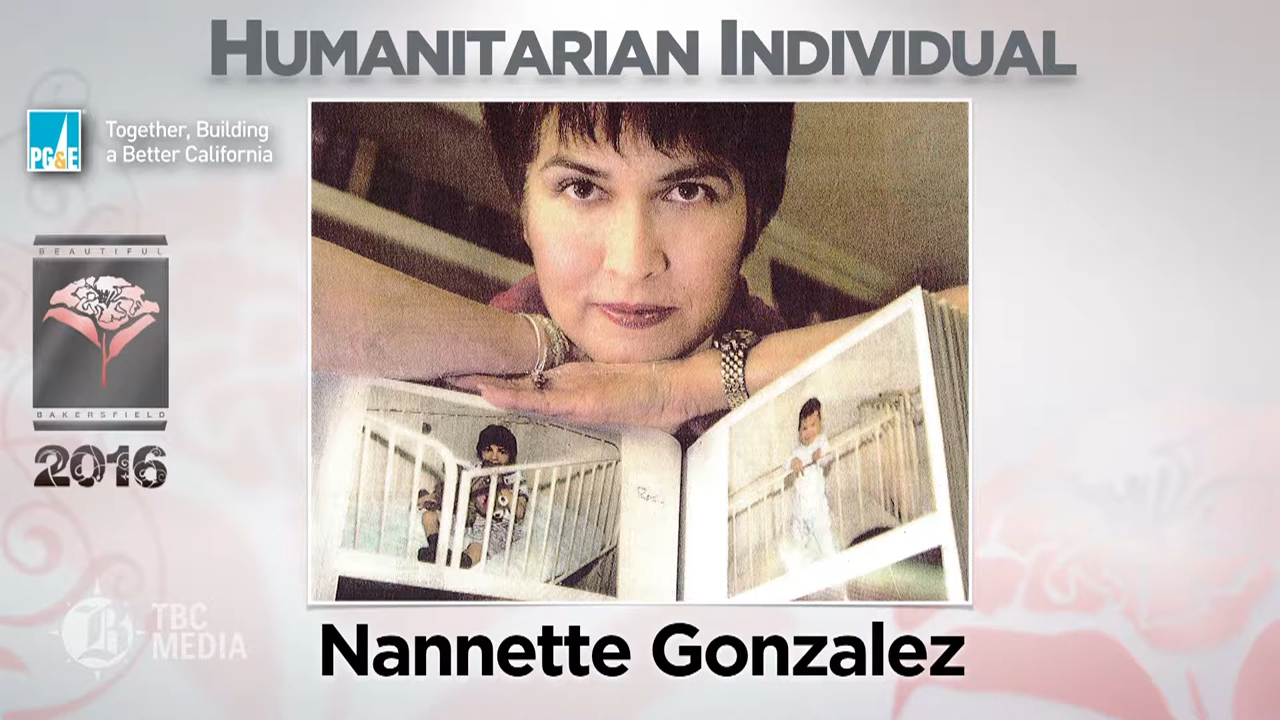 HUMANITARIAN INDIVIDUAL
PG&E
Together, Building
a Better California
BEAUTIFUL
BAKERSFIELD
2016
B
TBC
MEDIA
Nannette Gonzalez